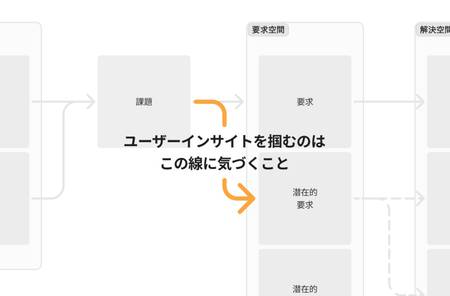 要求空間
解決空間
課題
要求
ユーザーインサイトを掴むのは
この線に気づくこと
潜在的
要求
潜在的